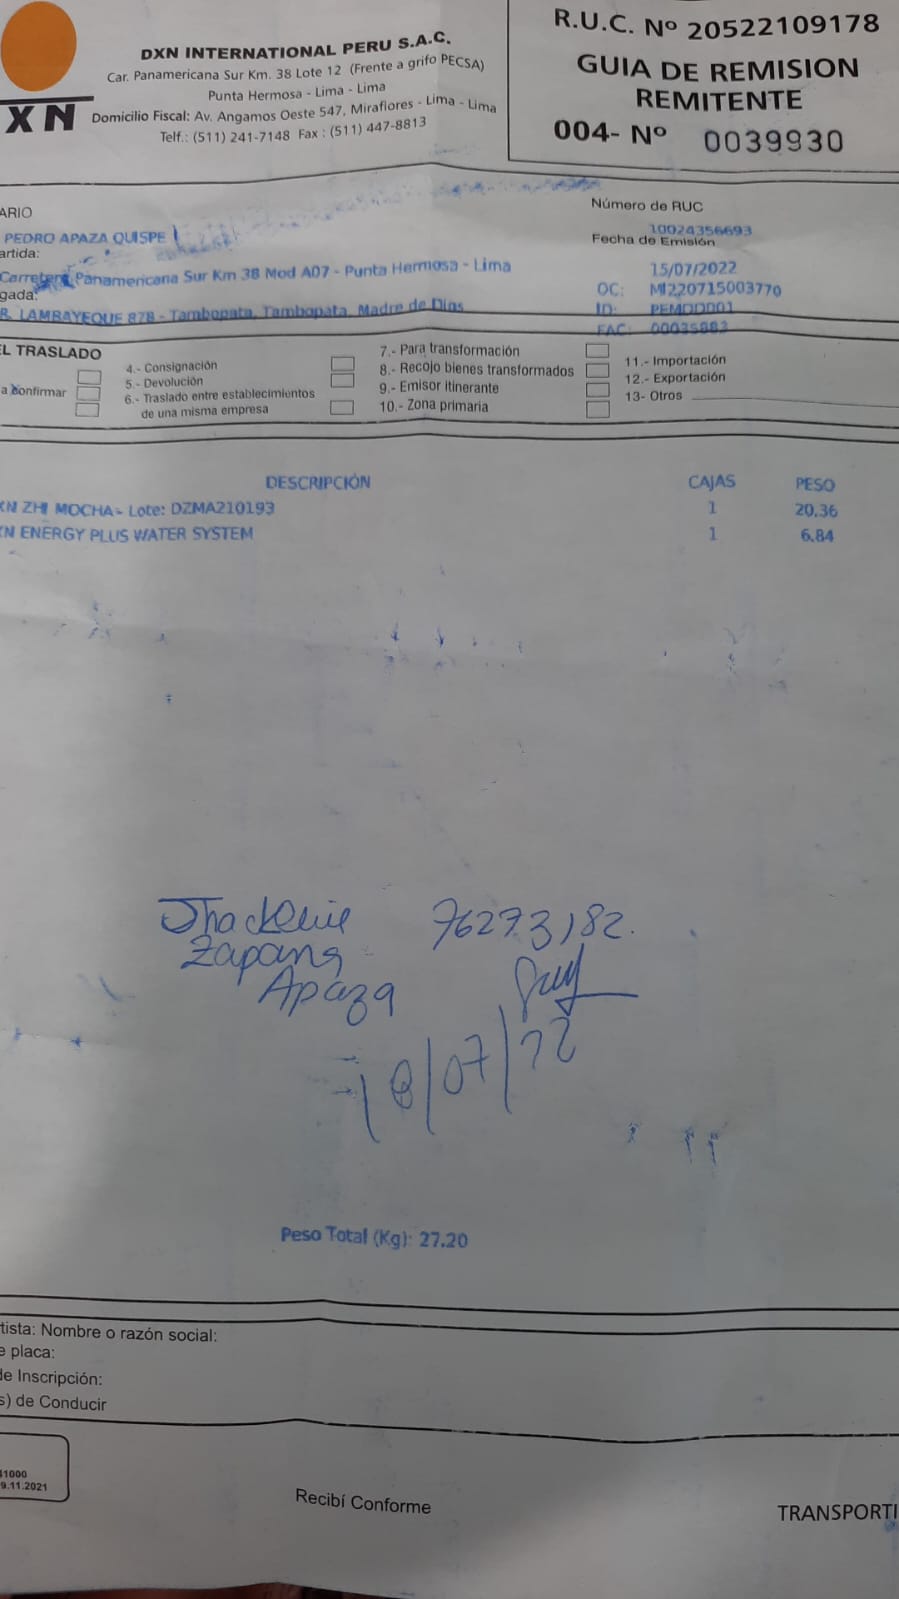 DXN INTERNATIONAL PERU S.A.C.
Car. Panamericana Sur Km. 38 Lote 12 (Frente a grifo PECSA)
Punta Hermosa - Lima - Lima
Domicilio Fiscal: Av. Angamos Oeste 547, Miraflores - Lima - Lima
Telf.: (511) 241-7148 Fax : (511) 447-8813
XN
R.U.C. Nº 20522109178
GUIA DE REMISION
REMITENTE
004- Nº 0039930
ARIO
PEDRO APAZA QUISPE
artida:
Carretera Panamericana Sur Km 38 Mod A07 - Punta Hermosa - Lima
gada:
R. LAMBAYEQUE 878 - Tambopata, Tambopata, Madre de Dios
Número de RUC
10024356693
Fecha de Emisión
15/07/2022
OC: MI220715003770
ID: PEMDD001
FAC: 00035883
EL TRASLADO
a confirmar
4.- Consignación
5.- Devolución
6.- Traslado entre establecimientos
de una misma empresa
7.- Para transformación
8.- Recojo bienes transformados
9.- Emisor itinerante
10.- Zona primaria
11.- Importación
12.- Exportación
13- Otros
DESCRIPCIÓN CAJAS PESO
XN ZHI MOCHA - Lote: DZMA210193 1 20.36
XN ENERGY PLUS WATER SYSTEM 1 6.84
76273182.
Zapana
Apaza
18/07/22
Peso Total (Kg): 27.20
tista: Nombre o razón social:
e placa:
de Inscripción:
s) de Conducir
41000
9.11.2021
Recibí Conforme
TRANSPORTI